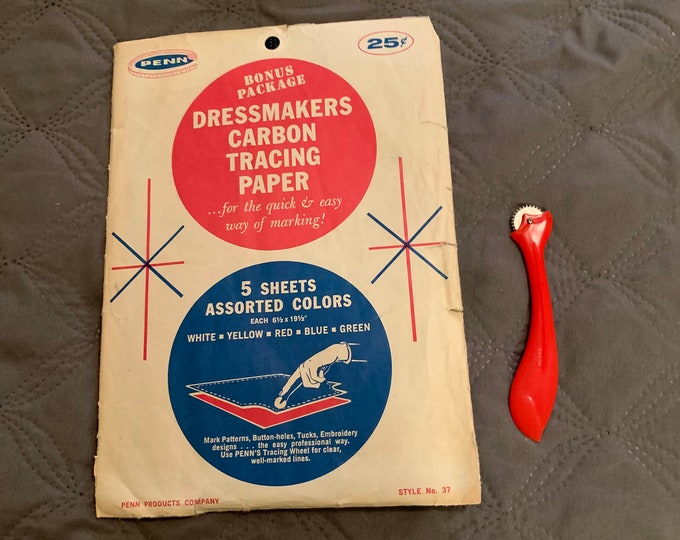 PENN
25¢
BONUS
PACKAGE
DRESSMAKERS
CARBON
TRACING
PAPER
...for the quick & easy
way of marking!
5 SHEETS
ASSORTED COLORS
EACH 6½ x 19½"
WHITE ▪ YELLOW ▪ RED ▪ BLUE ▪ GREEN
Mark Patterns, Button-holes, Tucks, Embroidery
designs . . . the easy professional way.
Use PENN'S Tracing Wheel for clear,
well-marked lines.
PENN PRODUCTS COMPANY
STYLE No. 37